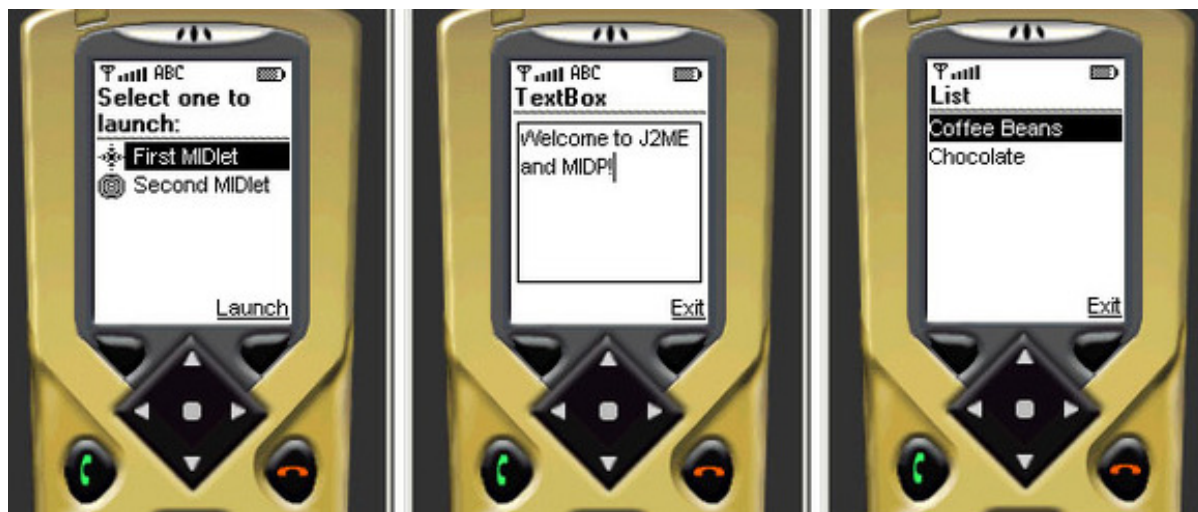 ABC
Select one to
launch:
First MIDlet
Second MIDlet
Launch
ABC
TextBox
Welcome to J2ME
and MIDP!
Exit
List
Coffee Beans
Chocolate
Exit